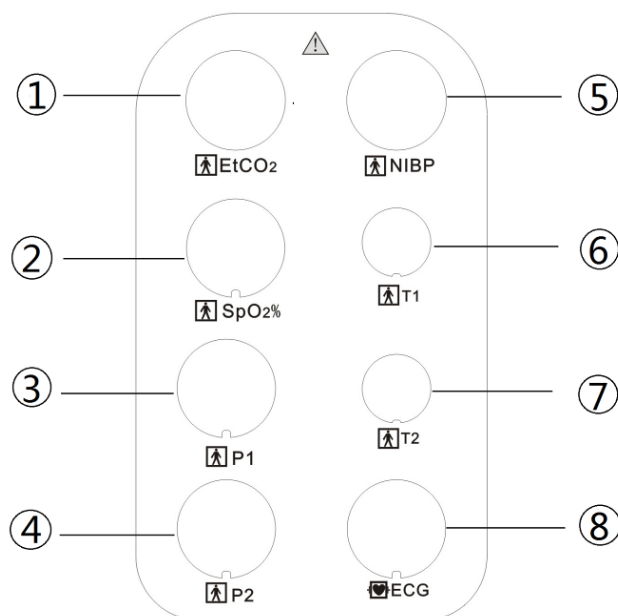 ① ⑤
EtCO2 NIBP
② ⑥
SpO2% T1
③ ⑦
P1 T2
④ ⑧
P2 ECG